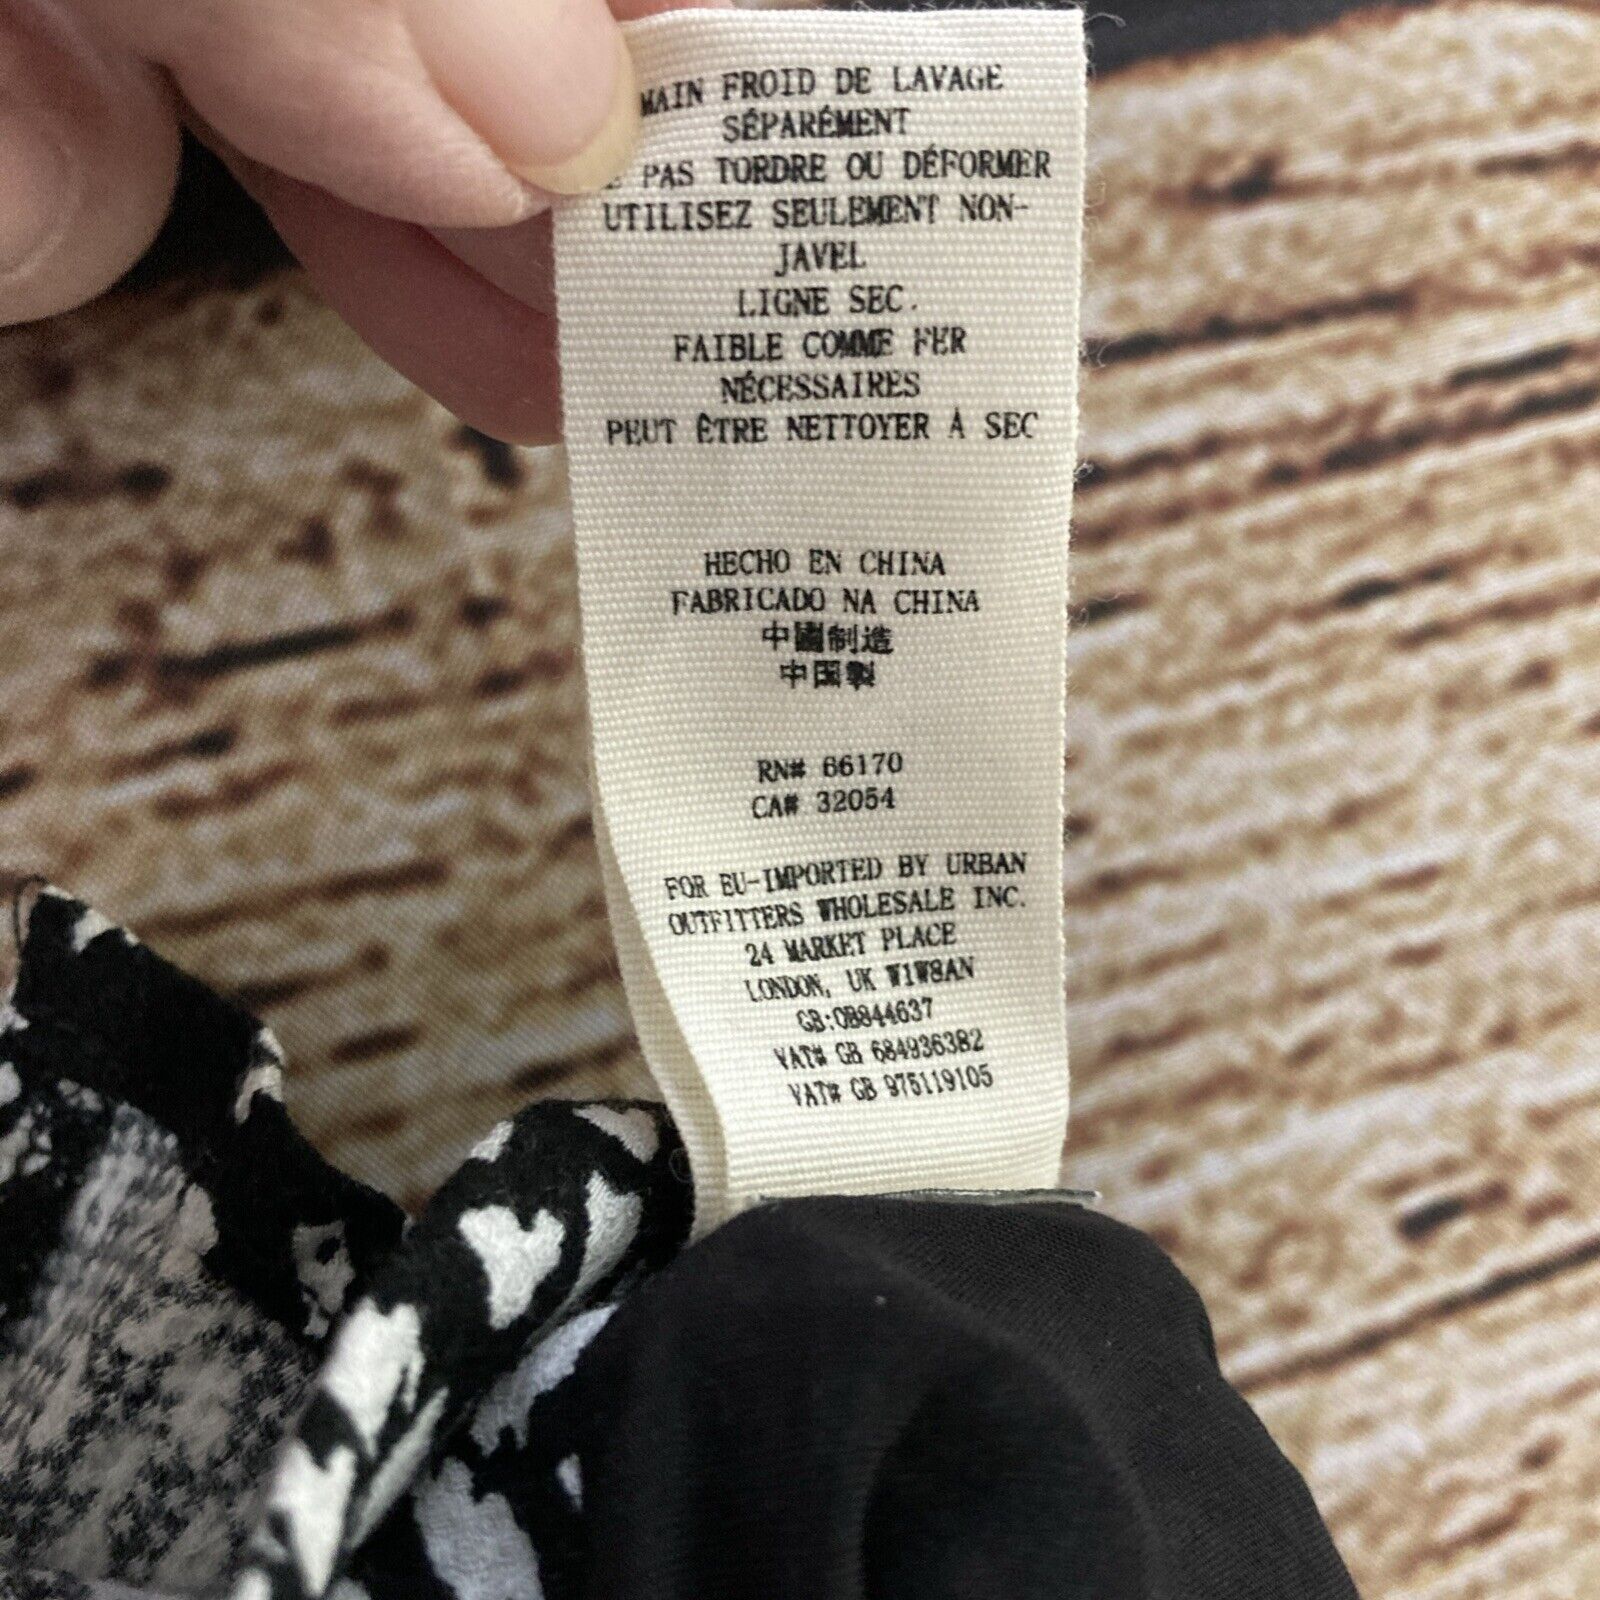 MAIN FROID DE LAVAGE
SÉPARÉMENT
PAS TORDRE OU DÉFORMER
UTILISEZ SEULEMENT NON-
JAVEL
LIGNE SEC.
FAIBLE COMME FER
NÉCESSAIRES
PEUT ÊTRE NETTOYER À SEC
HECHO EN CHINA
FABRICADO NA CHINA
中國制造
中国製
RN# 66170
CA# 32054
FOR EU-IMPORTED BY URBAN
OUTFITTERS WHOLESALE INC.
24 MARKET PLACE
LONDON, UK W1W8AN
GB:OB844637
VAT# GB 684936382
VAT# GB 975119105